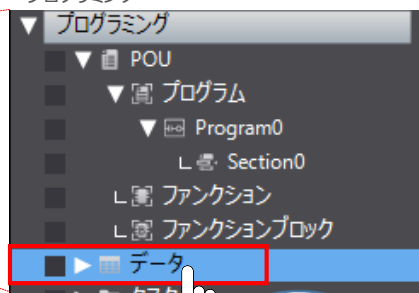 プログラミング
POU
プログラム
Program0
Section0
ファンクション
ファンクションブロック
データ